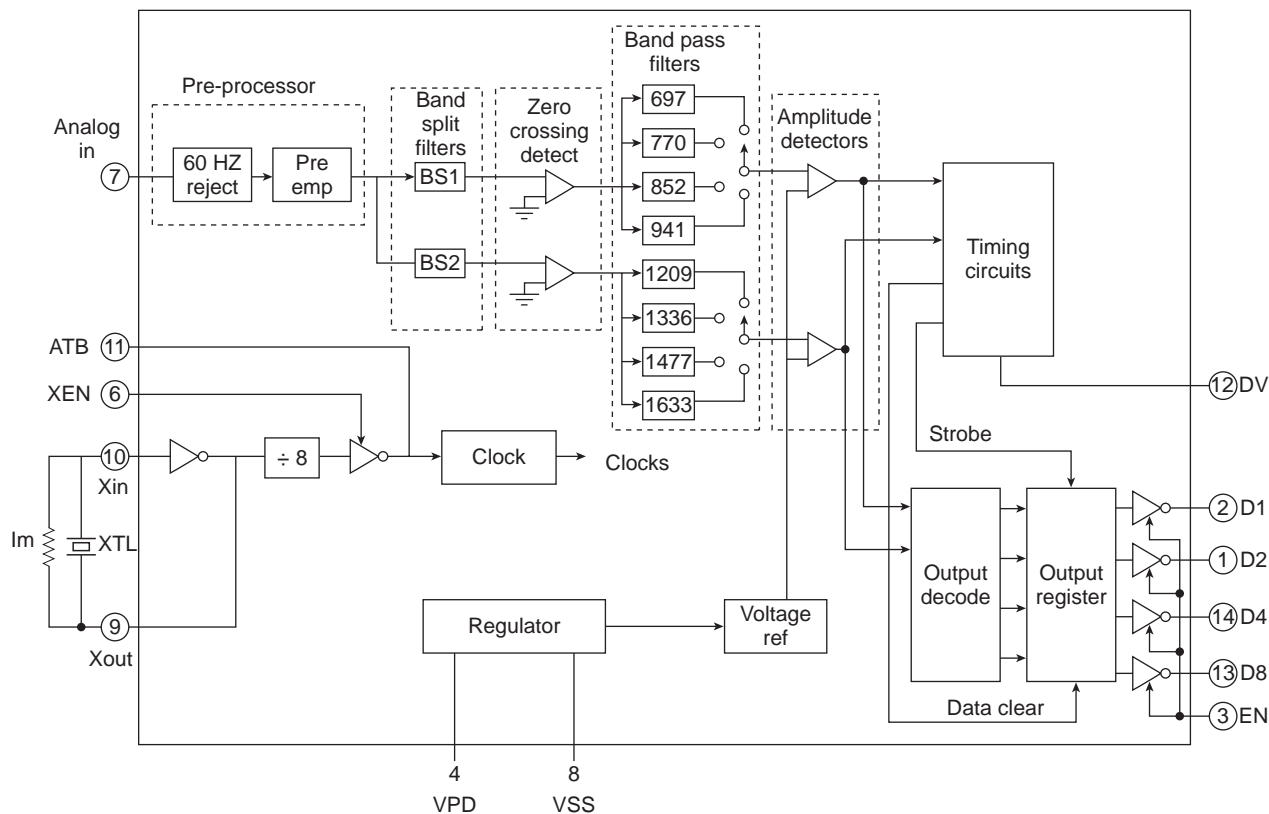 Band pass
filters
Pre-processor
Band
split
filters
Zero
crossing
detect
Amplitude
detectors
Analog
in
7
60 HZ
reject
Pre
emp
BS1
BS2
697
770
852
941
1209
1336
1477
1633
Timing
circuits
ATB
11
XEN
6
10
Xin
÷ 8
Clock
Clocks
Im
XTL
9
Xout
Regulator
Voltage
ref
4
VPD
8
VSS
Strobe
Output
decode
Output
register
Data clear
12 DV
2 D1
1 D2
14 D4
13 D8
3 EN